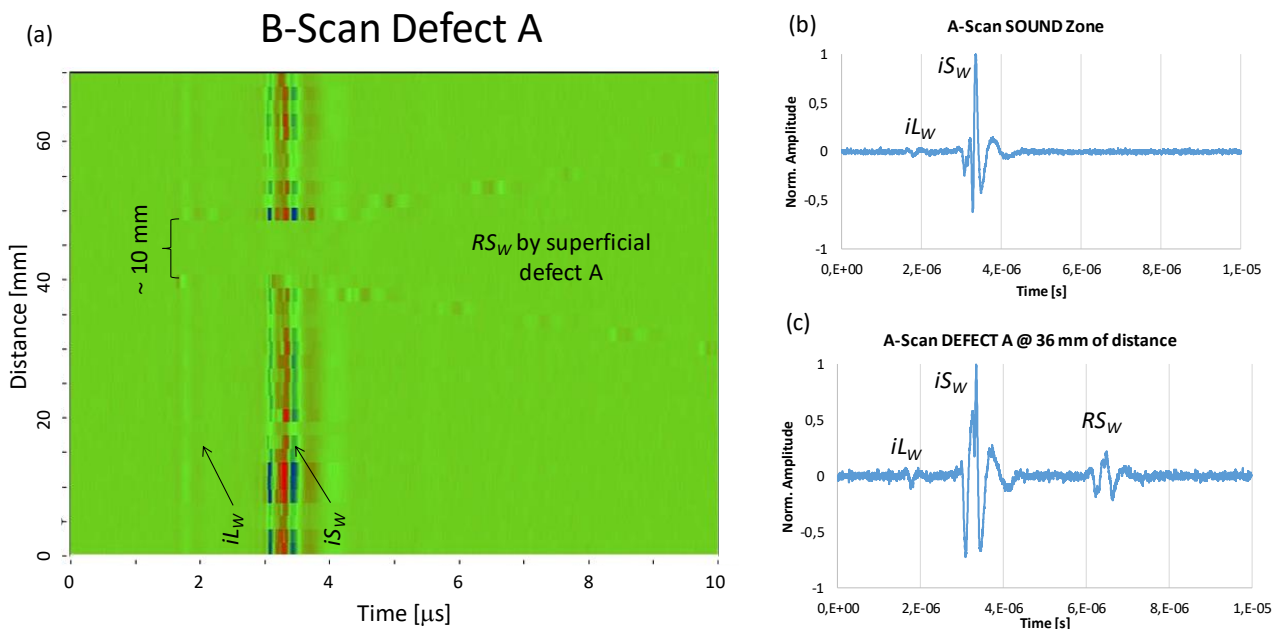 (a)
B-Scan Defect A
Distance [mm]
60
40
20
0
~ 10 mm
RSW by superficial
defect A
iLW
iSW
0
2
4
6
8
10
Time [µs]
(b)
A-Scan SOUND Zone
Norm. Amplitude
1
0,5
0
-0,5
-1
iSW
iLW
0,E+00
2,E-06
4,E-06
6,E-06
8,E-06
1,E-05
Time [s]
(c)
A-Scan DEFECT A @ 36 mm of distance
Norm. Amplitude
1
0,5
0
-0,5
-1
iSW
iLW
RSW
0,E+00
2,E-06
4,E-06
6,E-06
8,E-06
1,E-05
Time [s]